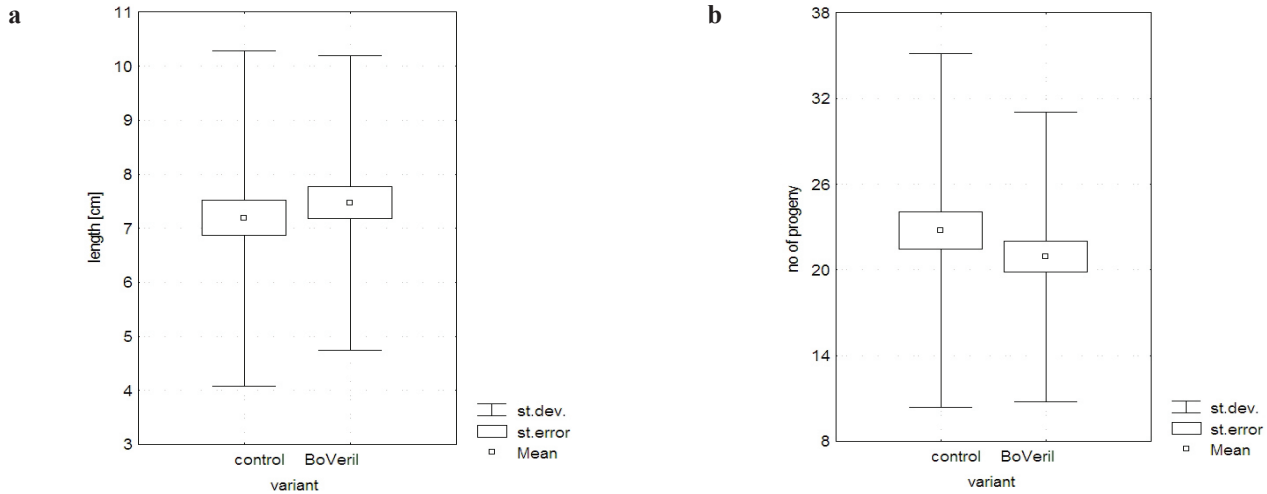 a
11
10
9
8
7
6
5
4
3
length [cm]
control BoVeril
variant
st.dev.
st.error
Mean
b
38
32
26
20
14
8
no of progeny
control BoVeril
variant
st.dev.
st.error
Mean